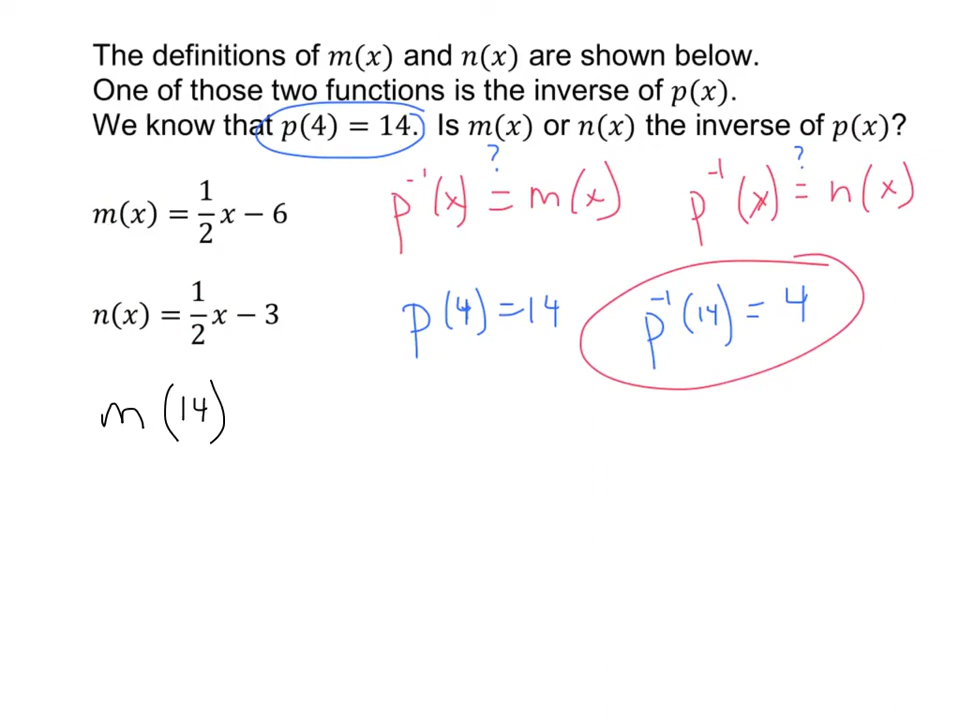 The definitions of m(x) and n(x) are shown below.
One of those two functions is the inverse of p(x).
We know that p(4) = 14. Is m(x) or n(x) the inverse of p(x)?
m(x) = 1/2 x − 6
p⁻¹(x) ?= m(x)
p⁻¹(x) ?= n(x)
n(x) = 1/2 x − 3
p(4) = 14
p⁻¹(14) = 4
m(14)